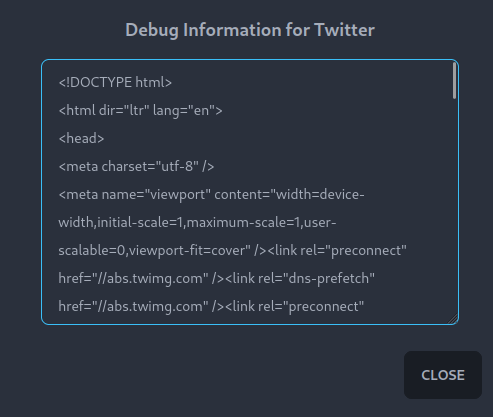 Debug Information for Twitter
<!DOCTYPE html>
<html dir="ltr" lang="en">
<head>
<meta charset="utf-8" />
<meta name="viewport" content="width=device-
width,initial-scale=1,maximum-scale=1,user-
scalable=0,viewport-fit=cover" /><link rel="preconnect"
href="//abs.twimg.com" /><link rel="dns-prefetch"
href="//abs.twimg.com" /><link rel="preconnect"
CLOSE